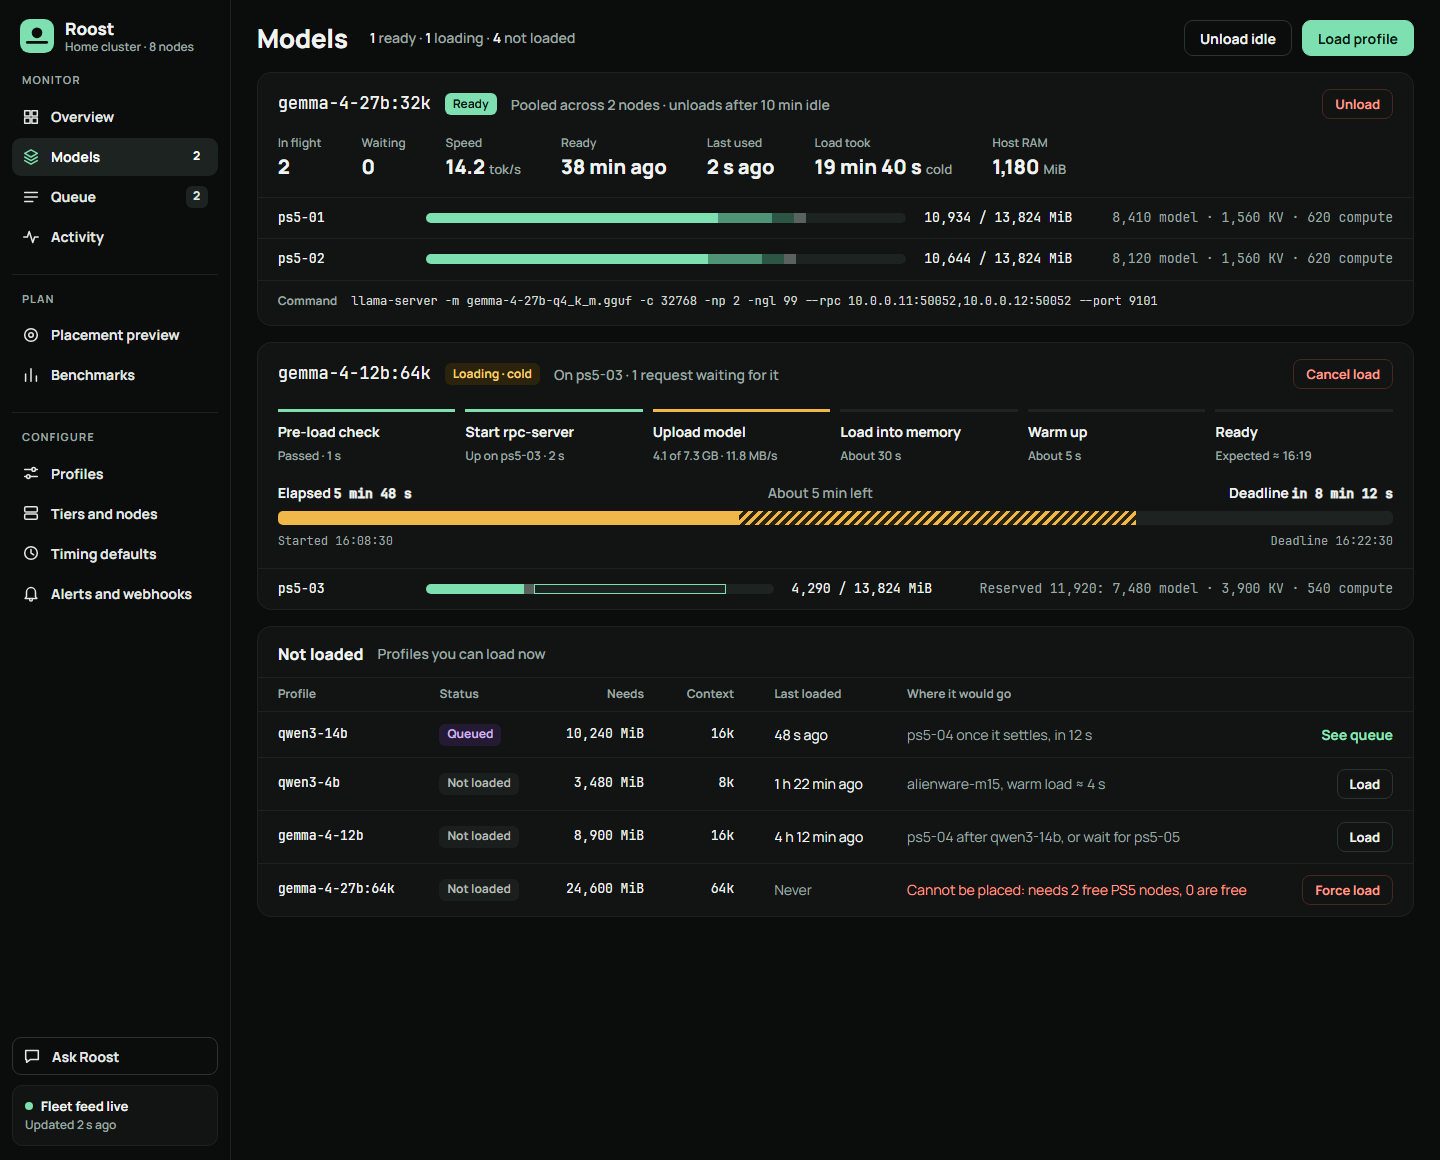 Roost
Home cluster · 8 nodes
MONITOR
Overview
Models 2
Queue 2
Activity
PLAN
Placement preview
Benchmarks
CONFIGURE
Profiles
Tiers and nodes
Timing defaults
Alerts and webhooks
Ask Roost
Fleet feed live
Updated 2 s ago
Models 1 ready · 1 loading · 4 not loaded Unload idle Load profile
gemma-4-27b:32k Ready Pooled across 2 nodes · unloads after 10 min idle Unload
In flight Waiting Speed Ready Last used Load took Host RAM
2 0 14.2 tok/s 38 min ago 2 s ago 19 min 40 s cold 1,180 MiB
ps5-01 10,934 / 13,824 MiB 8,410 model · 1,560 KV · 620 compute
ps5-02 10,644 / 13,824 MiB 8,120 model · 1,560 KV · 620 compute
Command llama-server -m gemma-4-27b-q4_k_m.gguf -c 32768 -np 2 -ngl 99 --rpc 10.0.0.11:50052,10.0.0.12:50052 --port 9101
gemma-4-12b:64k Loading · cold On ps5-03 · 1 request waiting for it Cancel load
Pre-load check Start rpc-server Upload model Load into memory Warm up Ready
Passed · 1 s Up on ps5-03 · 2 s 4.1 of 7.3 GB · 11.8 MB/s About 30 s About 5 s Expected ≈ 16:19
Elapsed 5 min 48 s About 5 min left Deadline in 8 min 12 s
Started 16:08:30 Deadline 16:22:30
ps5-03 4,290 / 13,824 MiB Reserved 11,920: 7,480 model · 3,900 KV · 540 compute
Not loaded Profiles you can load now
Profile Status Needs Context Last loaded Where it would go
qwen3-14b Queued 10,240 MiB 16k 48 s ago ps5-04 once it settles, in 12 s See queue
qwen3-4b Not loaded 3,480 MiB 8k 1 h 22 min ago alienware-m15, warm load ≈ 4 s Load
gemma-4-12b Not loaded 8,900 MiB 16k 4 h 12 min ago ps5-04 after qwen3-14b, or wait for ps5-05 Load
gemma-4-27b:64k Not loaded 24,600 MiB 64k Never Cannot be placed: needs 2 free PS5 nodes, 0 are free Force load